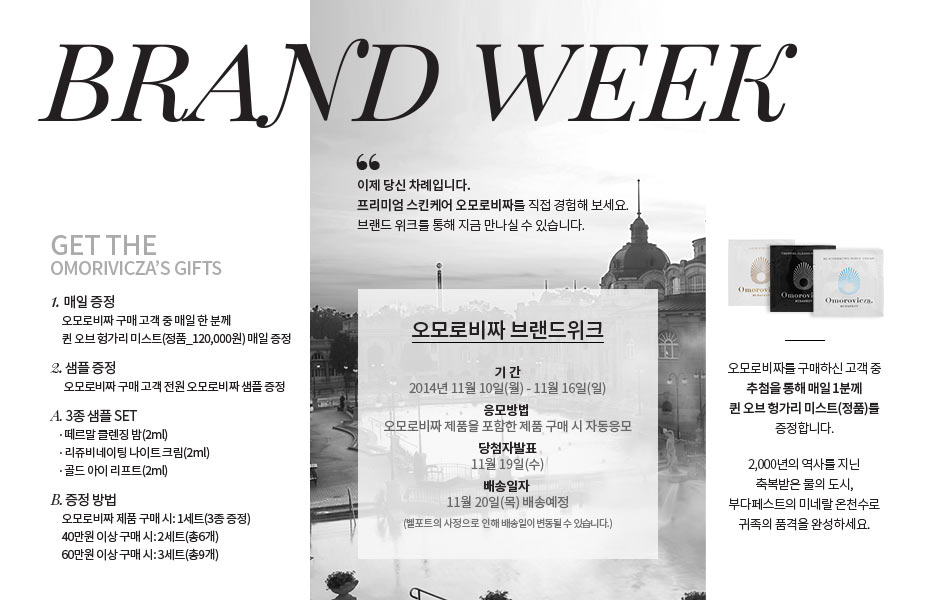 BRAND WEEK
이제 당신 차례입니다.
프리미엄 스킨케어 오모로비짜를 직접 경험해 보세요.
브랜드 위크를 통해 지금 만나실 수 있습니다.
GET THE
OMORIVICZA'S GIFTS
1. 매일 증정
오모로비짜 구매 고객 중 매일 한 분께
퀸 오브 헝가리 미스트(정품_120,000원) 매일 증정
2. 샘플 증정
오모로비짜 구매 고객 전원 오모로비짜 샘플 증정
A. 3종 샘플 SET
· 떼르말 클렌징 밤(2ml)
· 리쥬비네이팅 나이트 크림(2ml)
· 골드 아이 리프트(2ml)
B. 증정 방법
오모로비짜 제품 구매 시: 1세트(3종 증정)
40만원 이상 구매 시: 2세트(총6개)
60만원 이상 구매 시: 3세트(총9개)
오모로비짜 브랜드위크
기 간
2014년 11월 10일(월) - 11월 16일(일)
응모방법
오모로비짜 제품을 포함한 제품 구매 시 자동응모
당첨자발표
11월 19일(수)
배송일자
11월 20일(목) 배송예정
(벨포트의 사정으로 인해 배송일이 변동될 수 있습니다.)
Omorovicza
Omorovicza.
BUDAPEST
오모로비짜를 구매하신 고객 중
추첨을 통해 매일 1분께
퀸 오브 헝가리 미스트(정품)를
증정합니다.
2,000년의 역사를 지닌
축복받은 물의 도시,
부다페스트의 미네랄 온천수로
귀족의 품격을 완성하세요.